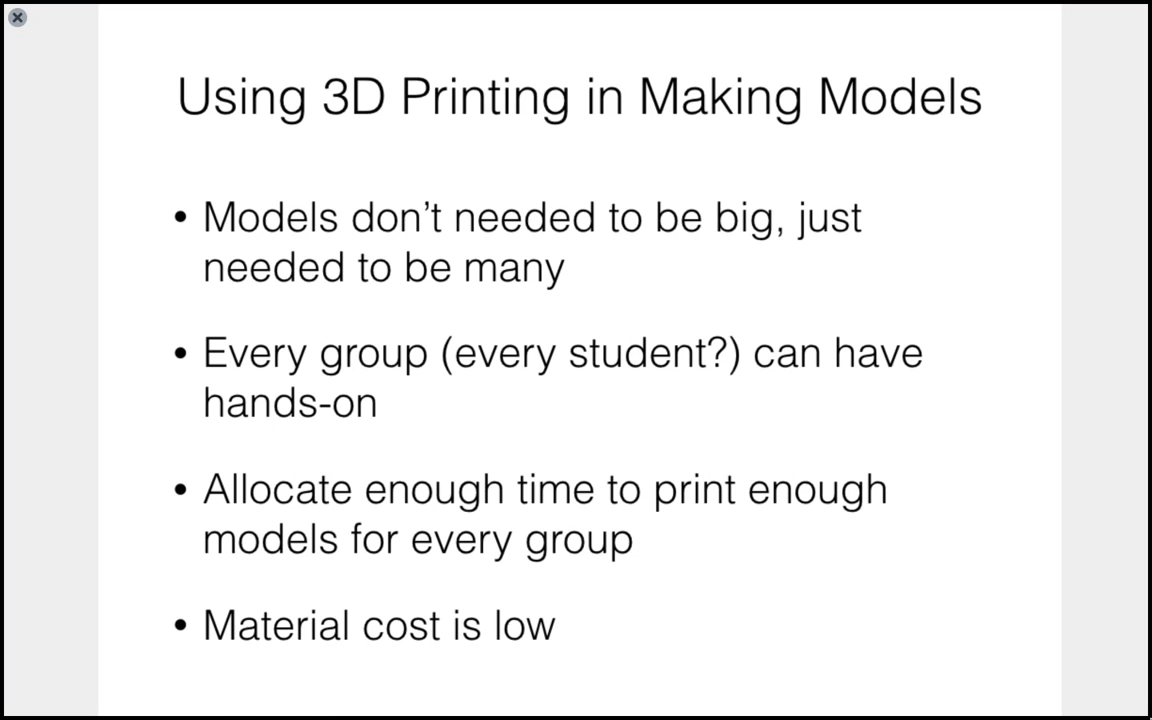 Using 3D Printing in Making Models
• Models don’t needed to be big, just
needed to be many
• Every group (every student?) can have
hands-on
• Allocate enough time to print enough
models for every group
• Material cost is low